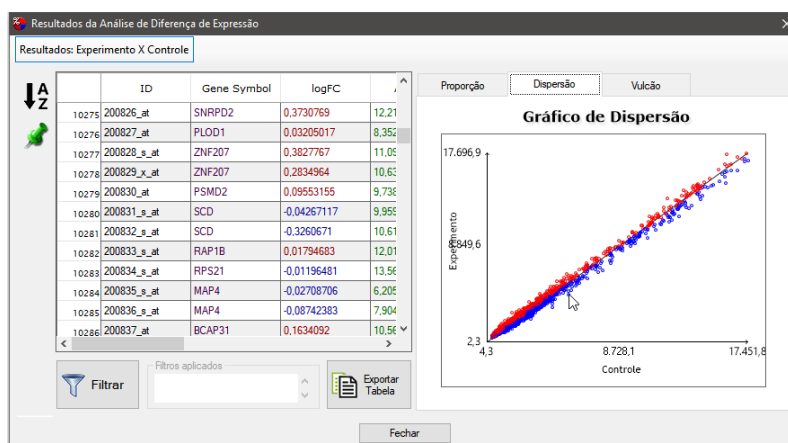 Resultados da Análise de Diferença de Expressão
Resultados: Experimento X Controle
A
Z
ID Gene Symbol logFC
10275 200826_at SNRPD2 0,3730769 12,21
10276 200827_at PLOD1 0,03205017 8,352
10277 200828_s_at ZNF207 0,3827767 11,09
10278 200829_x_at ZNF207 0,2834964 10,63
10279 200830_at PSMD2 0,09553155 9,738
10280 200831_s_at SCD -0,04267117 9,959
10281 200832_s_at SCD -0,3260671 10,61
10282 200833_s_at RAP1B 0,01794683 12,01
10283 200834_s_at RPS21 -0,01196481 13,56
10284 200835_s_at MAP4 -0,02708706 6,205
10285 200836_s_at MAP4 -0,08742383 7,904
10286 200837_at BCAP31 0,1634092 10,56
Filtrar
Filtros aplicados
Exportar
Tabela
Proporção Dispersão Vulcão
Gráfico de Dispersão
17.696,9
8.849,6
Experimento
2,3
4,3 8.728,1 17.451,8
Controle
Fechar